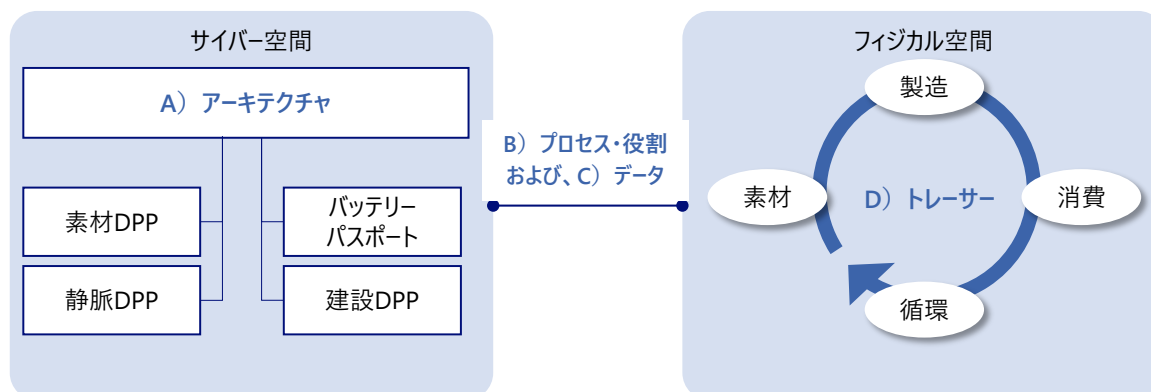 サイバー空間
A）アーキテクチャ
素材DPP
バッテリー
パスポート
静脈DPP
建設DPP
B）プロセス・役割
および、C）データ
フィジカル空間
製造
素材
D）トレーサー
消費
循環